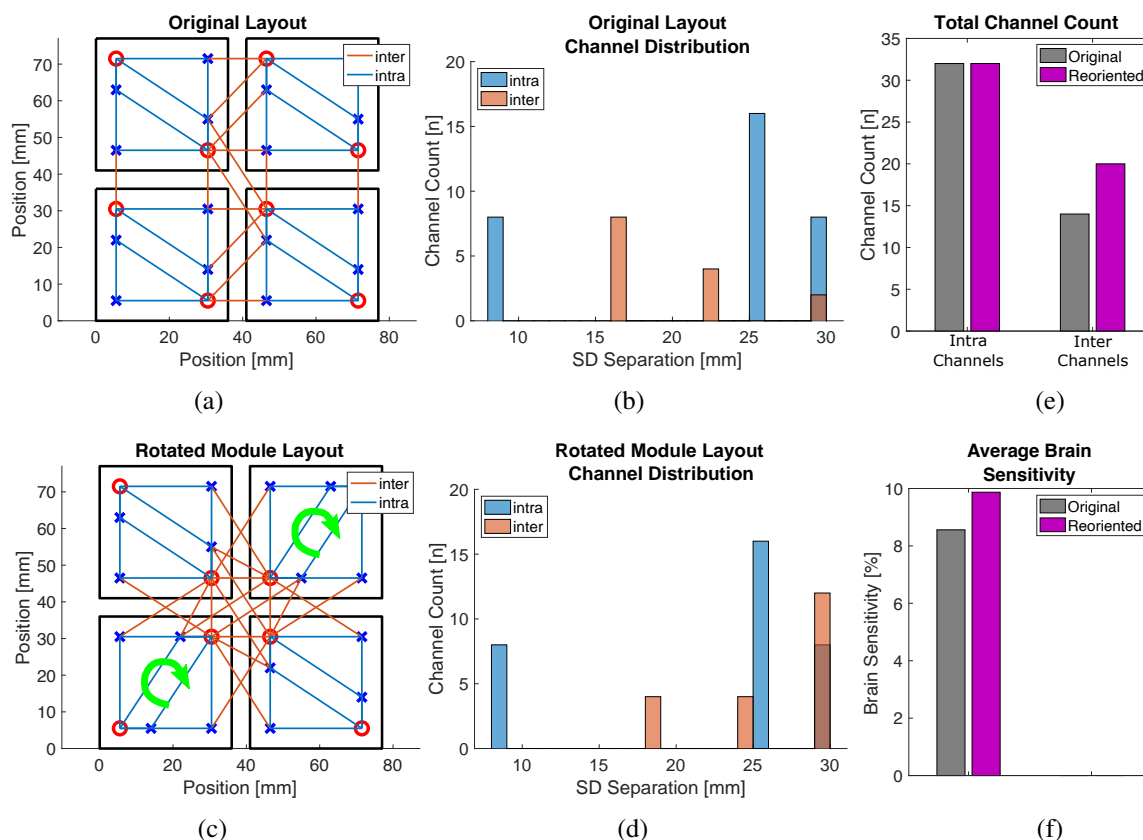 Original Layout
inter
intra
70
60
50
40
30
20
10
0
Position [mm]
0 20 40 60 80
Position [mm]
(a)
Original Layout
Channel Distribution
intra
inter
20
15
10
5
0
Channel Count [n]
10 15 20 25 30
SD Separation [mm]
(b)
Total Channel Count
Original
Reoriented
35
30
25
20
15
10
5
0
Channel Count [n]
Intra Inter
Channels Channels
(e)
Rotated Module Layout
inter
intra
70
60
50
40
30
20
10
0
Position [mm]
0 20 40 60 80
Position [mm]
(c)
Rotated Module Layout
Channel Distribution
intra
inter
20
15
10
5
0
Channel Count [n]
10 15 20 25 30
SD Separation [mm]
(d)
Average Brain
Sensitivity
Original
Reoriented
10
8
6
4
2
0
Brain Sensitivity [%]
(f)